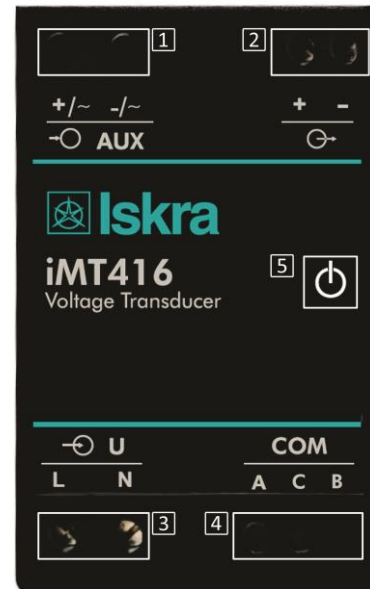 1 2
+/~ -/~ + -
AUX
Iskra
iMT416
5
Voltage Transducer
U COM
L N A C B
3 4